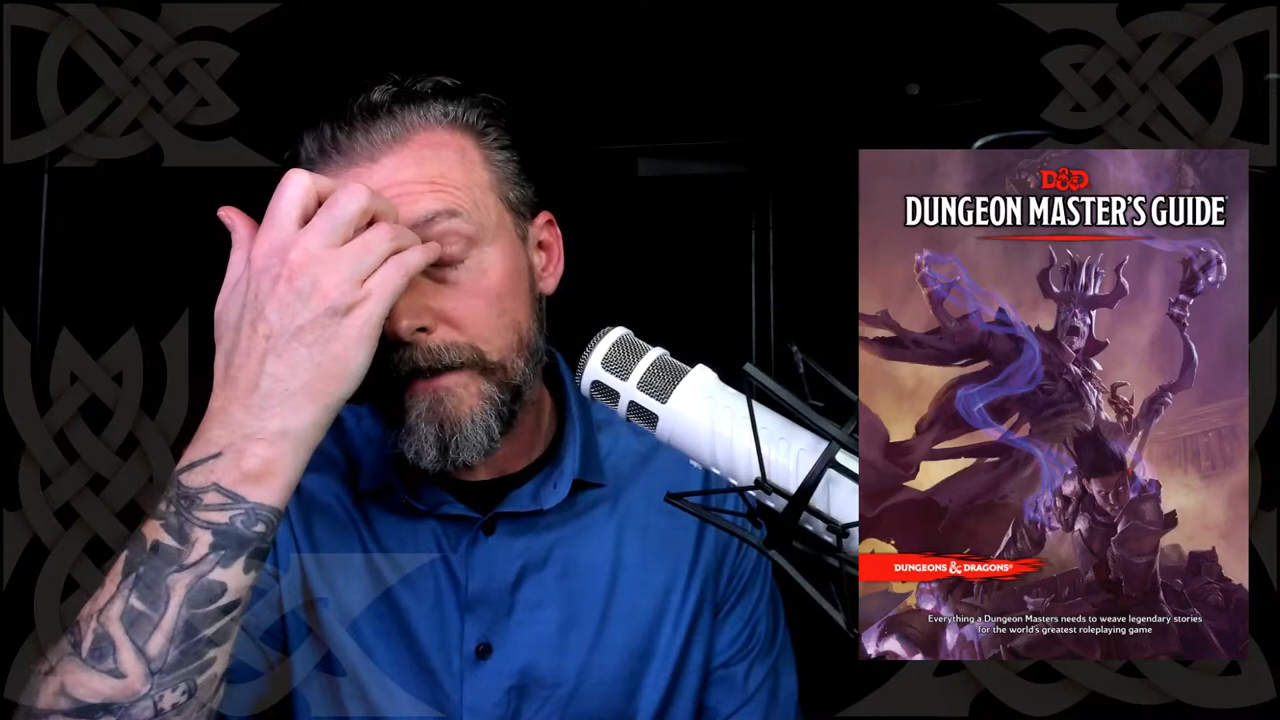 D&D
DUNGEON MASTER'S GUIDE
DUNGEONS & DRAGONS®
Everything a Dungeon Masters needs to weave legendary stories
for the world's greatest roleplaying game